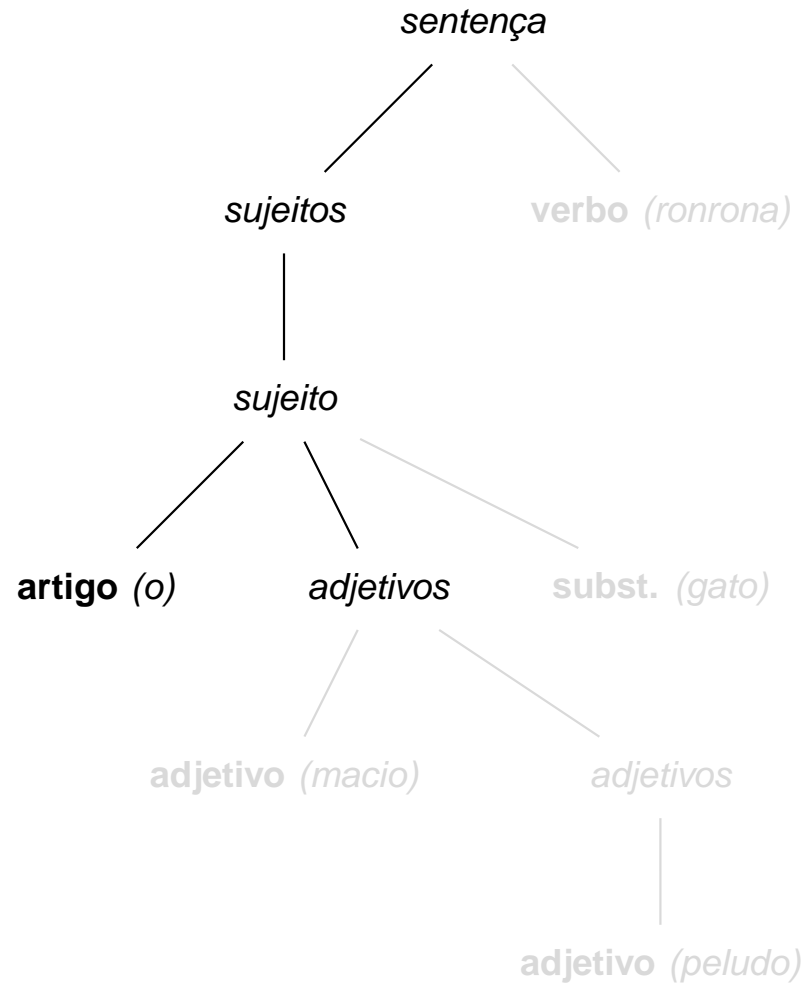 sentença
sujeitos verbo (ronrona)
sujeito
artigo (o) adjetivos subst. (gato)
adjetivo (macio) adjetivos
adjetivo (peludo)